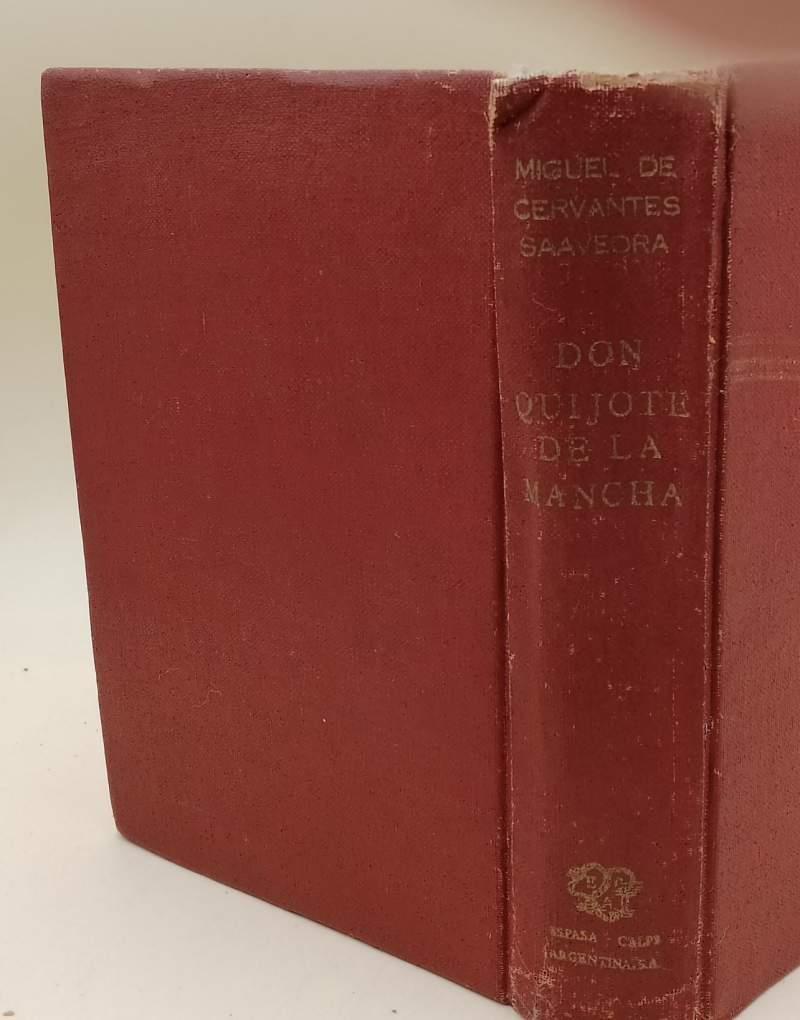 MIGUEL DE
CERVANTES
SAAVEDRA
DON
QUIJOTE
DE LA
MANCHA
ESPASA - CALPE
ARGENTINA, S.A.